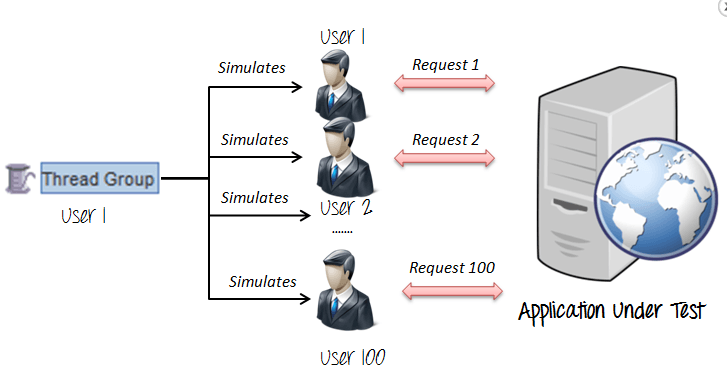 User 1
Simulates
Request 1
Simulates
Request 2
Thread Group
User 1
Simulates
User 2
.......
Simulates
Request 100
Application Under Test
User 100